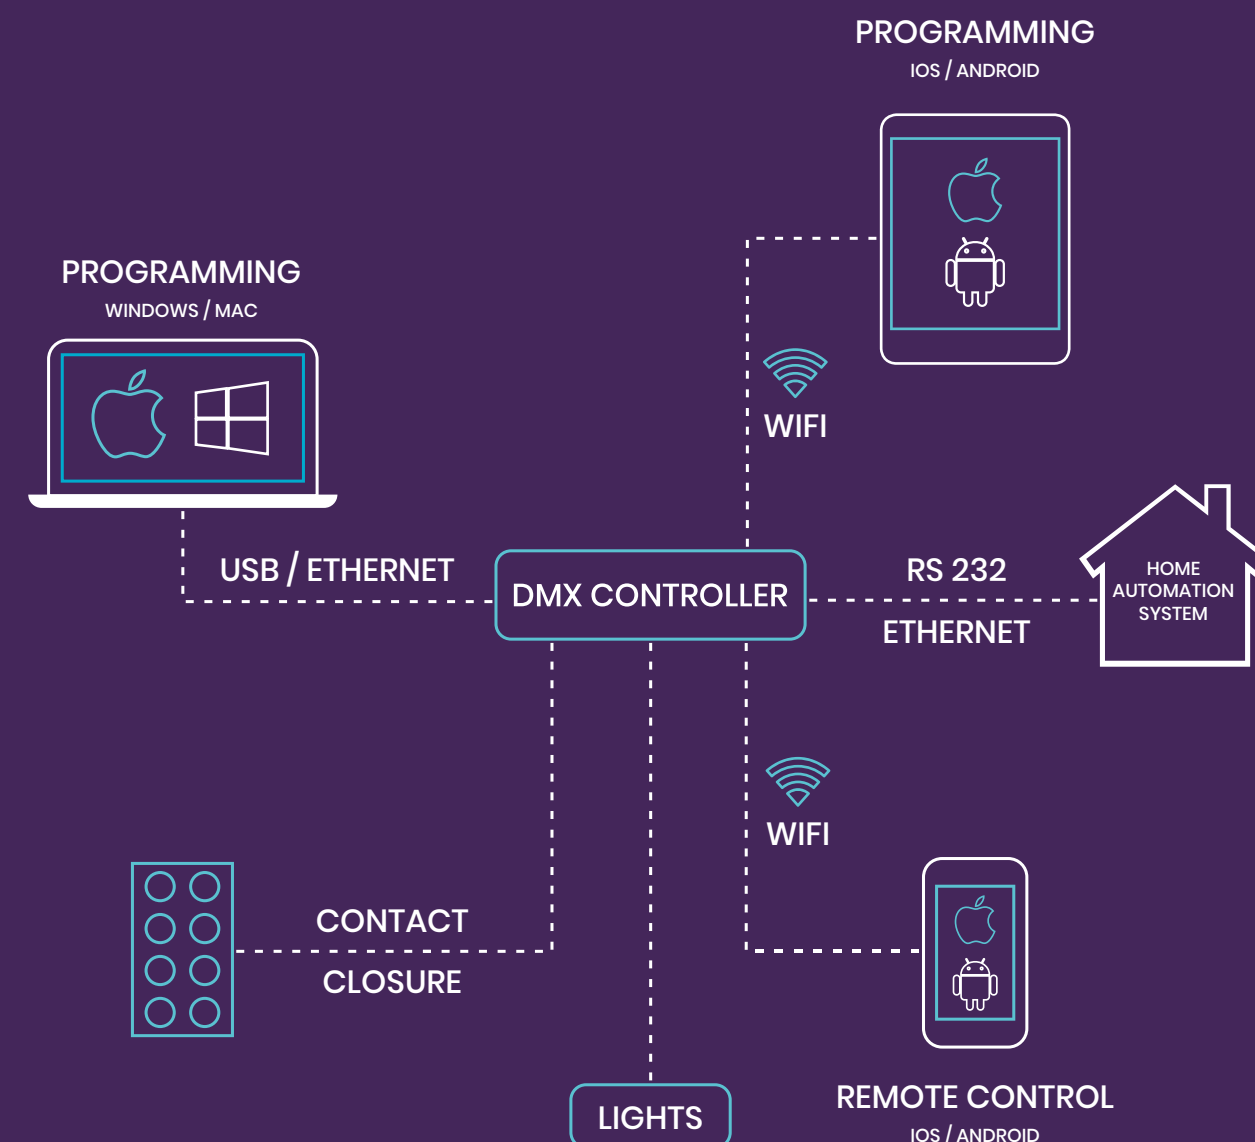 PROGRAMMING
IOS / ANDROID
PROGRAMMING
WINDOWS / MAC
WIFI
USB / ETHERNET
DMX CONTROLLER
RS 232
ETHERNET
HOME
AUTOMATION
SYSTEM
WIFI
CONTACT
CLOSURE
LIGHTS
REMOTE CONTROL
IOS / ANDROID